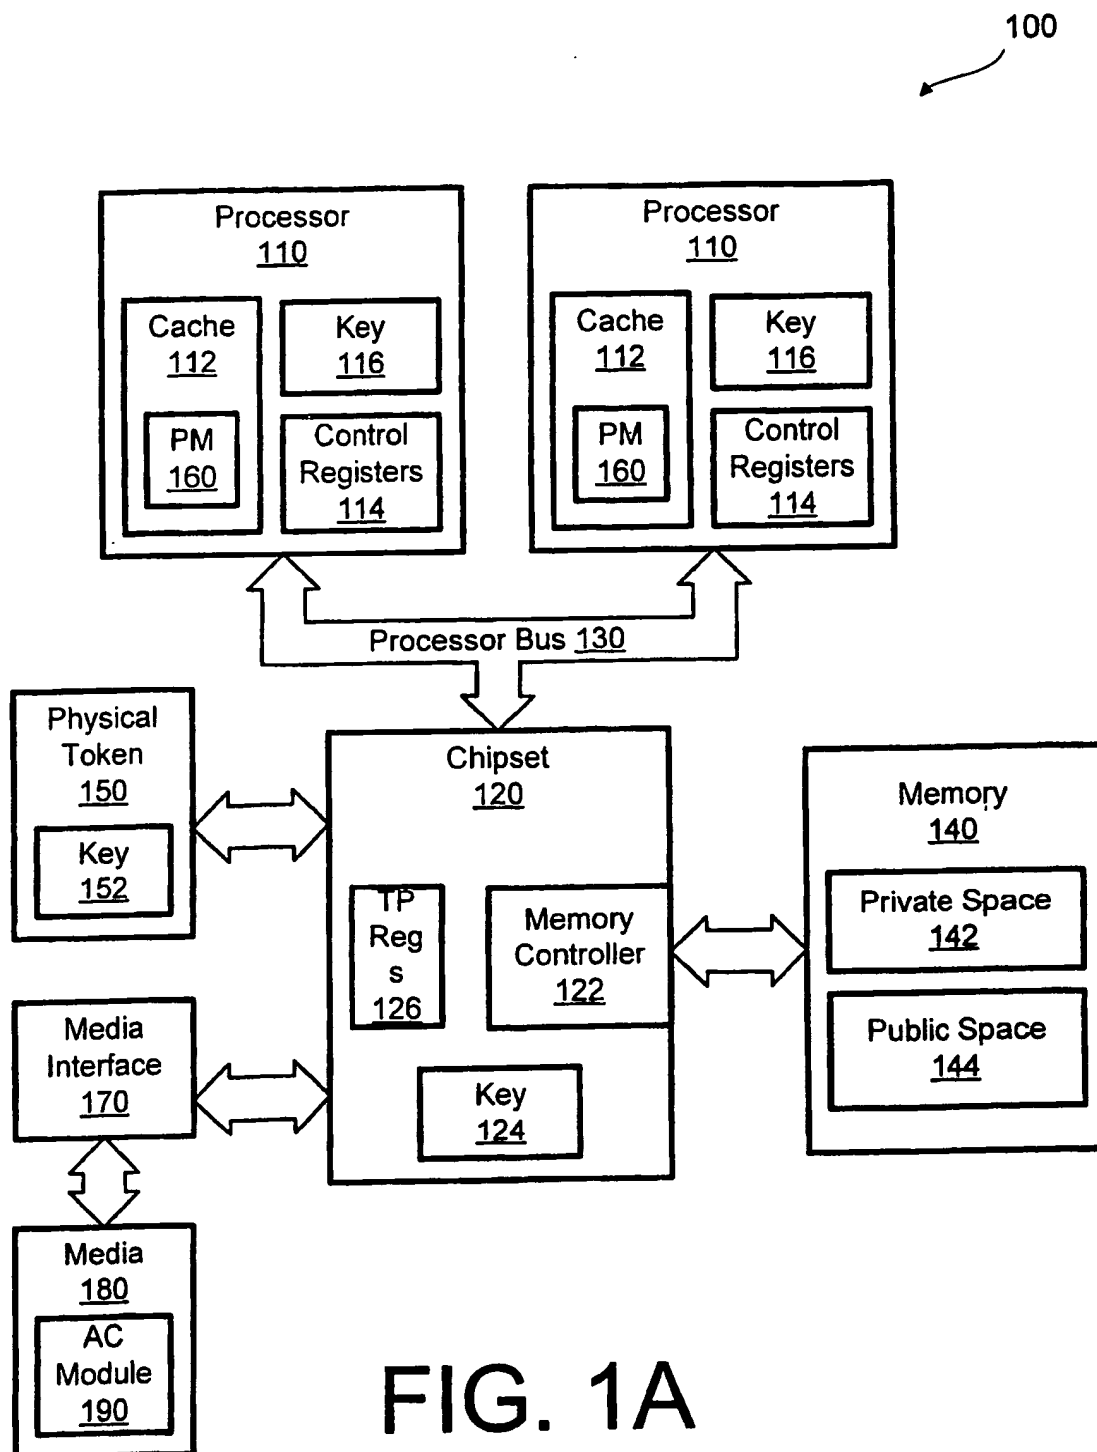 100
Processor
110
Cache
112
PM
160
Key
116
Control
Registers
114
Processor
110
Cache
112
PM
160
Key
116
Control
Registers
114
Processor Bus 130
Physical
Token
150
Key
152
Chipset
120
TP
Reg
s
126
Memory
Controller
122
Key
124
Memory
140
Private Space
142
Public Space
144
Media
Interface
170
Media
180
AC
Module
190
FIG. 1A